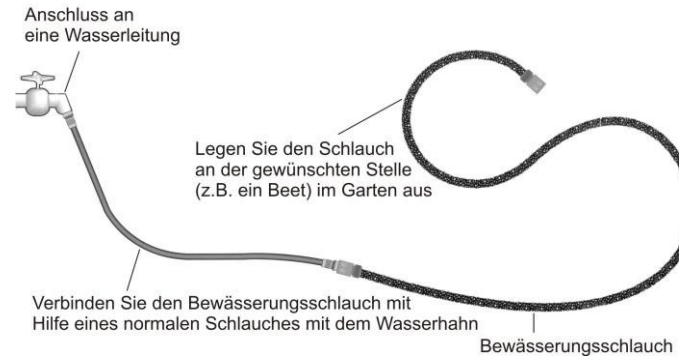 Anschluss an
eine Wasserleitung
Legen Sie den Schlauch
an der gewünschten Stelle
(z.B. ein Beet) im Garten aus
Verbinden Sie den Bewässerungsschlauch mit
Hilfe eines normalen Schlauches mit dem Wasserhahn
Bewässerungsschlauch